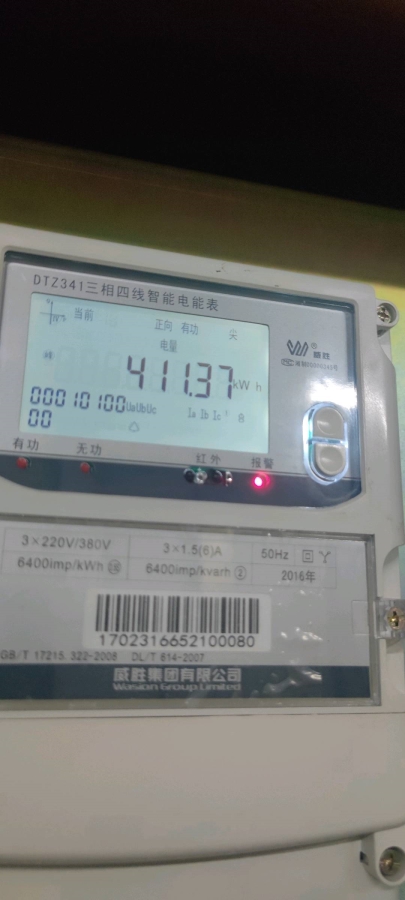 DTZ341三相四线智能电能表
当前 正向 有功 尖
电量
411.37 kWh
00010100 UaUbUc Ia Ib Ic 8
00
威胜
有功 无功 红外 报警
3×220V/380V 3×1.5(6)A 50Hz
6400imp/kWh 6400imp/kvarh ② 2016年
1702316652100080
GB/T 17215.322-2008 DL/T 614-2007
威胜集团有限公司
Wasion Group Limited